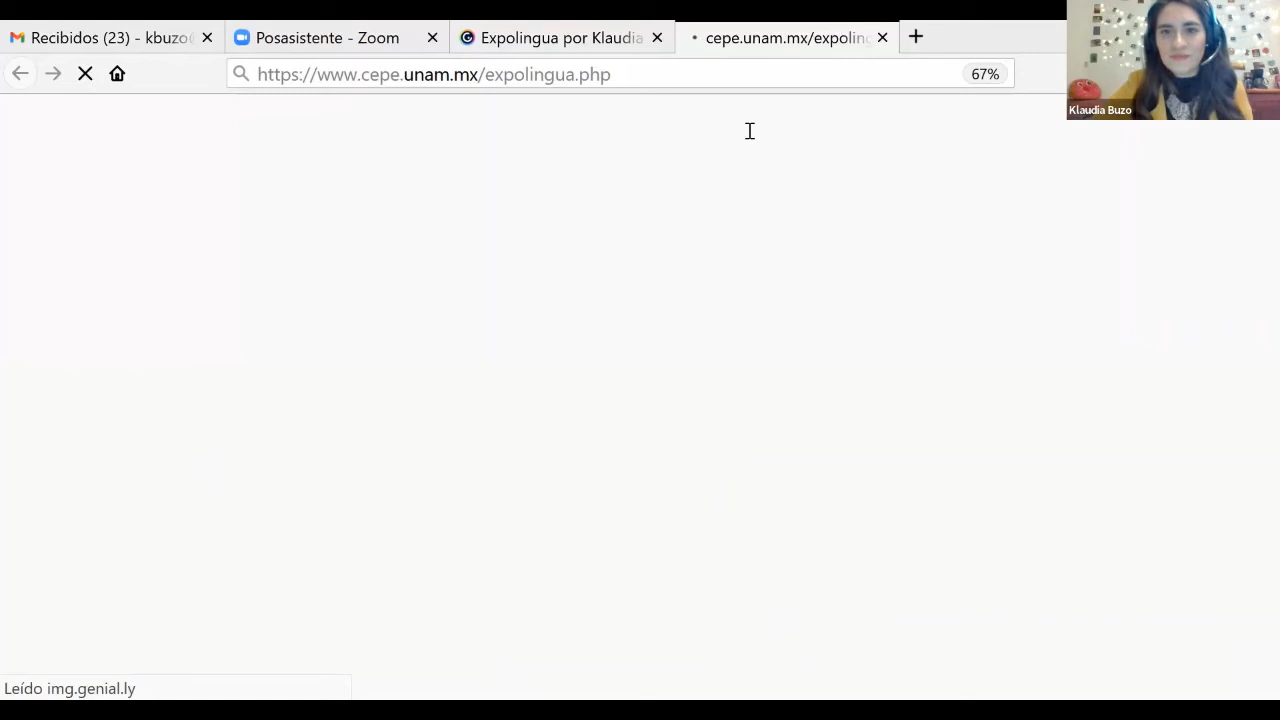 Recibidos (23) - kbuzo
Posasistente - Zoom
Expolingua por Klaudia
cepe.unam.mx/expoling
https://www.cepe.unam.mx/expolingua.php
67%
Klaudia Buzo
Leído img.genial.ly